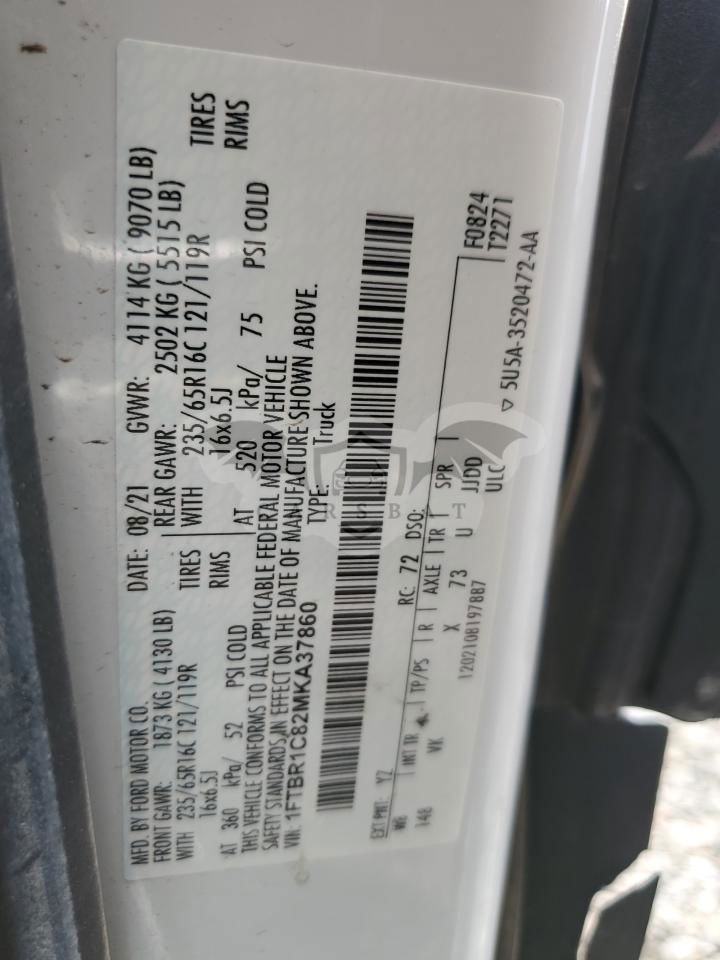 MFD. BY FORD MOTOR CO.
DATE: 08/21 GVWR: 4114 KG ( 9070 LB)
FRONT GAWR: 1873 KG ( 4130 LB)
REAR GAWR: 2502 KG ( 5515 LB)
WITH 235/65R16C 121/119R TIRES
WITH 235/65R16C 121/119R TIRES
16x6.5J RIMS
16x6.5J RIMS
AT 360 kPa/ 52 PSI COLD
AT 520 kPa/ 75 PSI COLD
THIS VEHICLE CONFORMS TO ALL APPLICABLE FEDERAL MOTOR VEHICLE
SAFETY STANDARDS IN EFFECT ON THE DATE OF MANUFACTURE SHOWN ABOVE.
VIN: 1FTBR1C82MKA37860
TYPE: Truck
EXT PNT: YZ RC: 72 DSO: F0824
T2271
WB INT TR TP/PS R AXLE TR SPR
148 VK X 73 U JJDD
ULC
1202108197887
▽ 5U5A-3520472-AA